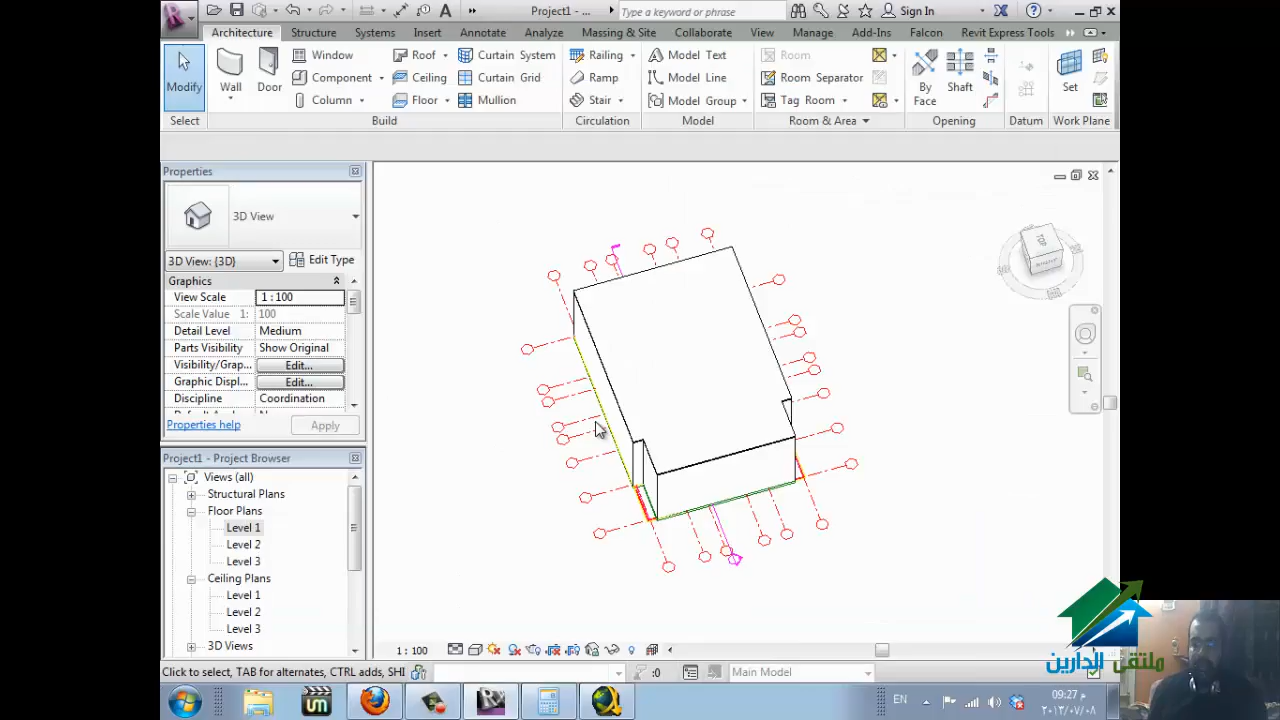 Project1 -
Type a keyword or phrase
Sign In
Architecture Structure Systems Insert Annotate Analyze Massing & Site Collaborate View Manage Add-Ins Falcon Revit Express Tools
Modify
Select
Wall
Door
Window
Component
Column
Roof
Ceiling
Floor
Curtain System
Curtain Grid
Mullion
Build
Railing
Ramp
Stair
Circulation
Model Text
Model Line
Model Group
Model
Room
Room Separator
Tag Room
Room & Area
By
Face
Shaft
Opening
Datum
Set
Work Plane
Properties
3D View
3D View: {3D}
Edit Type
Graphics
View Scale 1 : 100
Scale Value 1: 100
Detail Level Medium
Parts Visibility Show Original
Visibility/Grap... Edit...
Graphic Displ... Edit...
Discipline Coordination
Properties help
Apply
Project1 - Project Browser
Views (all)
Structural Plans
Floor Plans
Level 1
Level 2
Level 3
Ceiling Plans
Level 1
Level 2
Level 3
3D Views
TOP
1 : 100
Click to select, TAB for alternates, CTRL adds, SHI
:0
Main Model
ملتقى الدارين
EN
09:27 م
٢٠١٣/٠٧/٠٨